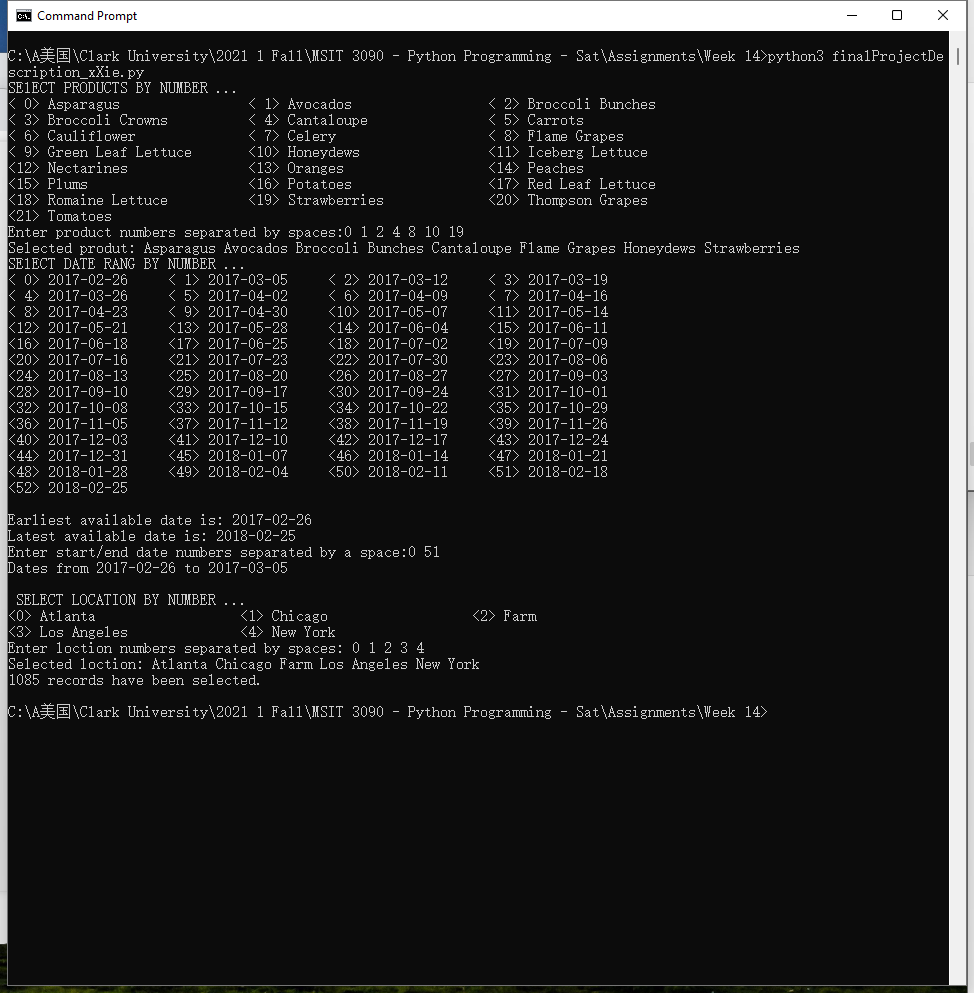 Command Prompt
C:\A美国\Clark University\2021 1 Fall\MSIT 3090 - Python Programming - Sat\Assignments\Week 14>python3 finalProjectDe
scription_xXie.py
SElECT PRODUCTS BY NUMBER ...
< 0> Asparagus < 1> Avocados < 2> Broccoli Bunches
< 3> Broccoli Crowns < 4> Cantaloupe < 5> Carrots
< 6> Cauliflower < 7> Celery < 8> Flame Grapes
< 9> Green Leaf Lettuce <10> Honeydews <11> Iceberg Lettuce
<12> Nectarines <13> Oranges <14> Peaches
<15> Plums <16> Potatoes <17> Red Leaf Lettuce
<18> Romaine Lettuce <19> Strawberries <20> Thompson Grapes
<21> Tomatoes
Enter product numbers separated by spaces:0 1 2 4 8 10 19
Selected produt: Asparagus Avocados Broccoli Bunches Cantaloupe Flame Grapes Honeydews Strawberries
SElECT DATE RANG BY NUMBER ...
< 0> 2017-02-26 < 1> 2017-03-05 < 2> 2017-03-12 < 3> 2017-03-19
< 4> 2017-03-26 < 5> 2017-04-02 < 6> 2017-04-09 < 7> 2017-04-16
< 8> 2017-04-23 < 9> 2017-04-30 <10> 2017-05-07 <11> 2017-05-14
<12> 2017-05-21 <13> 2017-05-28 <14> 2017-06-04 <15> 2017-06-11
<16> 2017-06-18 <17> 2017-06-25 <18> 2017-07-02 <19> 2017-07-09
<20> 2017-07-16 <21> 2017-07-23 <22> 2017-07-30 <23> 2017-08-06
<24> 2017-08-13 <25> 2017-08-20 <26> 2017-08-27 <27> 2017-09-03
<28> 2017-09-10 <29> 2017-09-17 <30> 2017-09-24 <31> 2017-10-01
<32> 2017-10-08 <33> 2017-10-15 <34> 2017-10-22 <35> 2017-10-29
<36> 2017-11-05 <37> 2017-11-12 <38> 2017-11-19 <39> 2017-11-26
<40> 2017-12-03 <41> 2017-12-10 <42> 2017-12-17 <43> 2017-12-24
<44> 2017-12-31 <45> 2018-01-07 <46> 2018-01-14 <47> 2018-01-21
<48> 2018-01-28 <49> 2018-02-04 <50> 2018-02-11 <51> 2018-02-18
<52> 2018-02-25
Earliest available date is: 2017-02-26
Latest available date is: 2018-02-25
Enter start/end date numbers separated by a space:0 51
Dates from 2017-02-26 to 2017-03-05
SELECT LOCATION BY NUMBER ...
<0> Atlanta <1> Chicago <2> Farm
<3> Los Angeles <4> New York
Enter loction numbers separated by spaces: 0 1 2 3 4
Selected loction: Atlanta Chicago Farm Los Angeles New York
1085 records have been selected.
C:\A美国\Clark University\2021 1 Fall\MSIT 3090 - Python Programming - Sat\Assignments\Week 14>